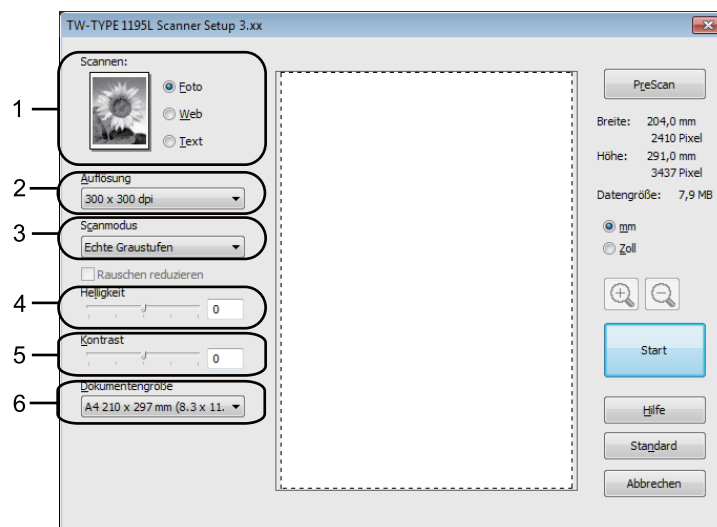 TW-TYPE 1195L Scanner Setup 3.xx
1
Scannen:
Foto
Web
Text
2
Auflösung
300 x 300 dpi
3
Scanmodus
Echte Graustufen
Rauschen reduzieren
4
Helligkeit
0
5
Kontrast
0
6
Dokumentengröße
A4 210 x 297 mm (8.3 x 11.
PreScan
Breite: 204,0 mm
2410 Pixel
Höhe: 291,0 mm
3437 Pixel
Datengröße: 7,9 MB
mm
Zoll
Start
Hilfe
Standard
Abbrechen